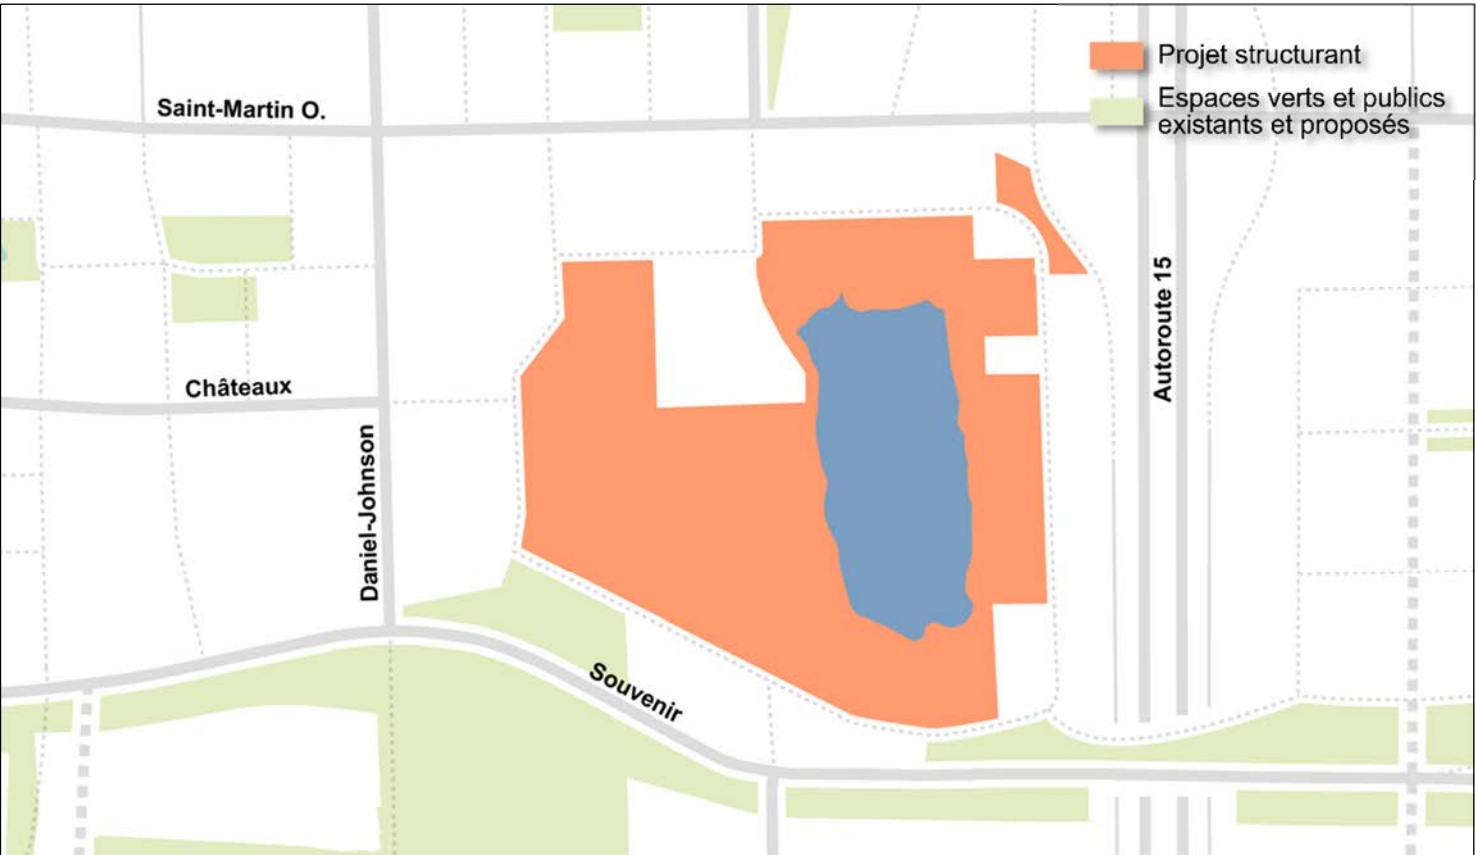 Projet structurant
Espaces verts et publics
existants et proposés
Saint-Martin O.
Châteaux
Daniel-Johnson
Autoroute 15
Souvenir